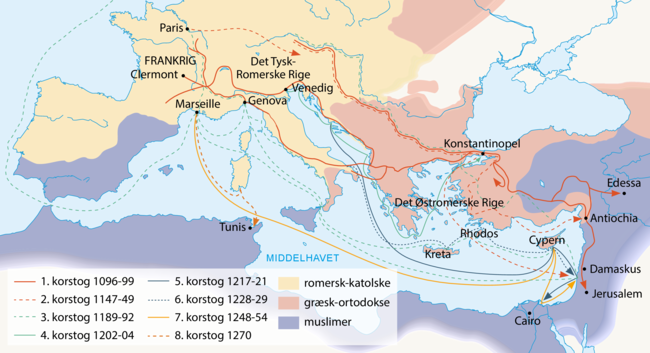 Paris
FRANKRIG
Clermont
Det Tysk-
Romerske Rige
Venedig
Marseille
Genova
Konstantinopel
Edessa
Det Østromerske Rige
Antiochia
Tunis
Rhodos
Cypern
Kreta
MIDDELHAVET
Damaskus
Jerusalem
Cairo
1. korstog 1096-99
2. korstog 1147-49
3. korstog 1189-92
4. korstog 1202-04
5. korstog 1217-21
6. korstog 1228-29
7. korstog 1248-54
8. korstog 1270
romersk-katolske
græsk-ortodokse
muslimer